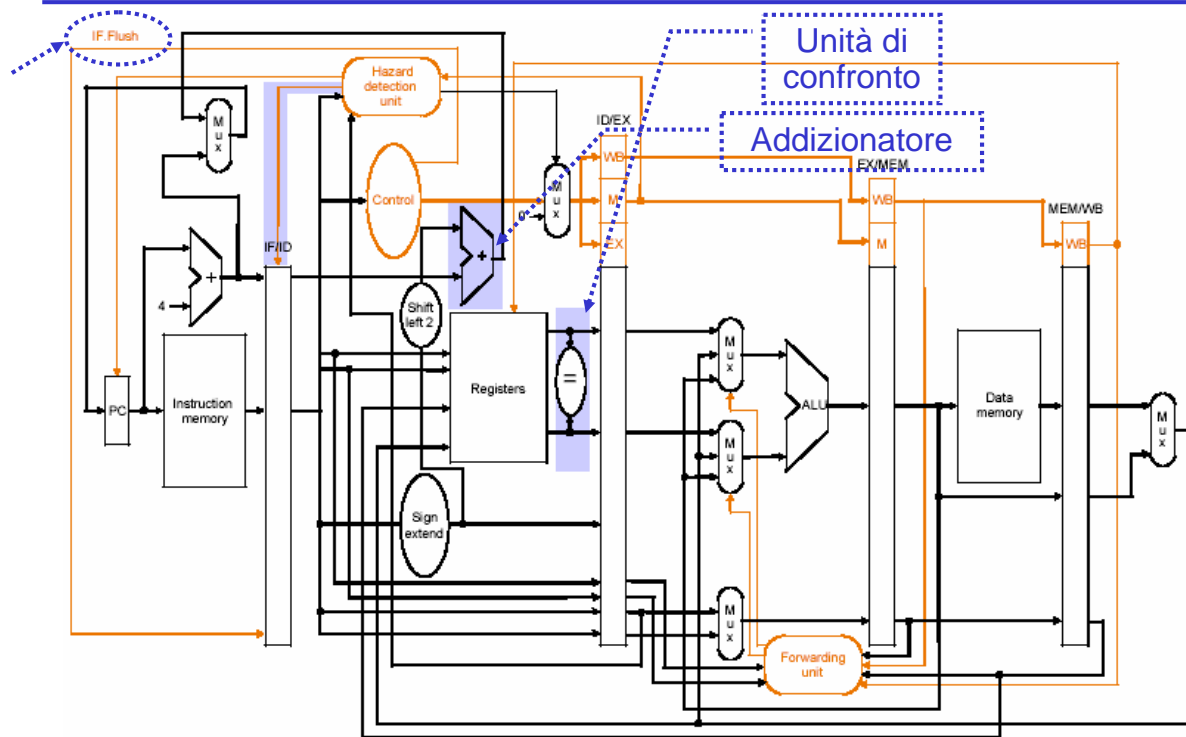 IF.Flush
Unità di
confronto
Hazard
detection
unit
M
u
x
ID/EX
Addizionatore
WB
EX/MEM
Control
M
u
x
0
M
WB
MEM/WB
EX
M
WB
IF/ID
+
+
4
Shift
left 2
PC
Instruction
memory
Registers
=
M
u
x
ALU
Data
memory
M
u
x
M
u
x
Sign
extend
M
u
x
Forwarding
unit